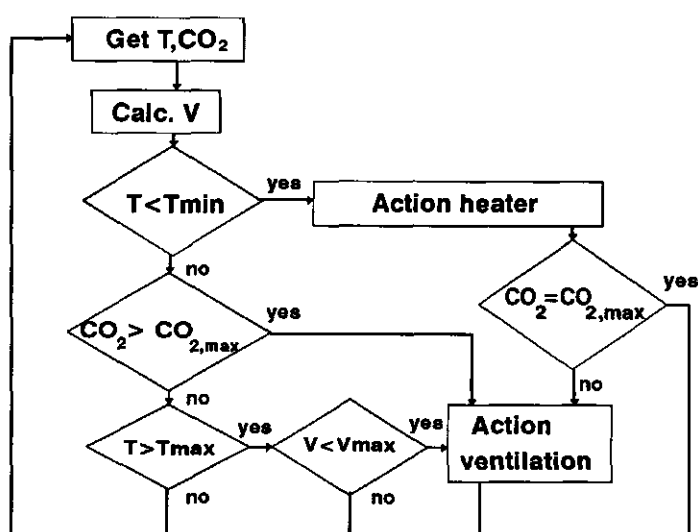 Get T,CO2
Calc. V
T<Tmin
yes
Action heater
no
CO2> CO2,max
yes
CO2=CO2,max
yes
no
no
T>Tmax
yes
V<Vmax
yes
Action
ventilation
no
no